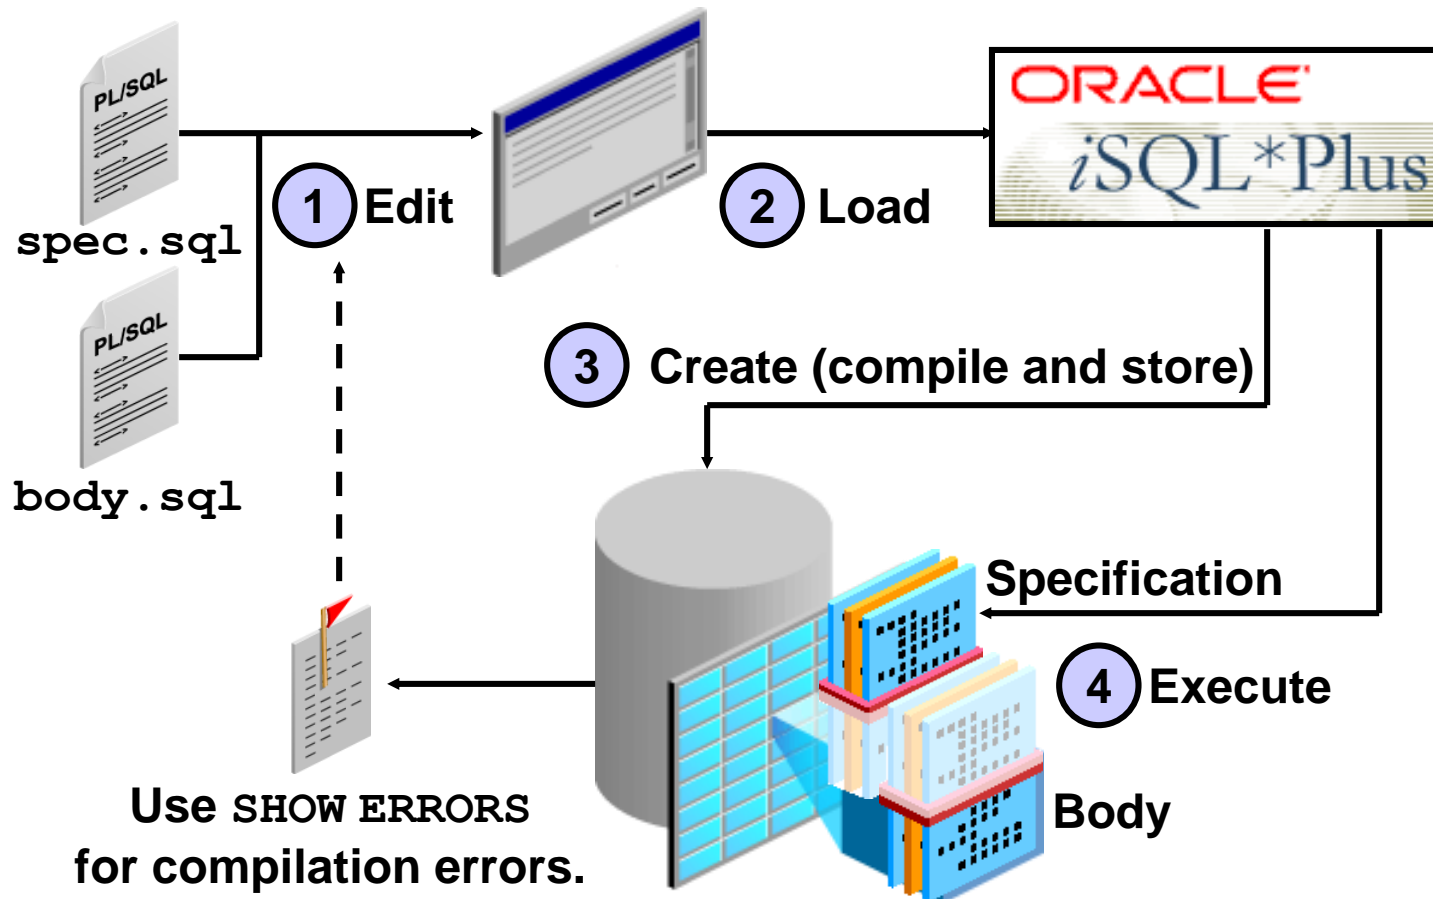 PL/SQL
spec.sql
1 Edit
2 Load
ORACLE
iSQL*Plus
PL/SQL
body.sql
3 Create (compile and store)
Specification
4 Execute
Body
Use SHOW ERRORS
for compilation errors.